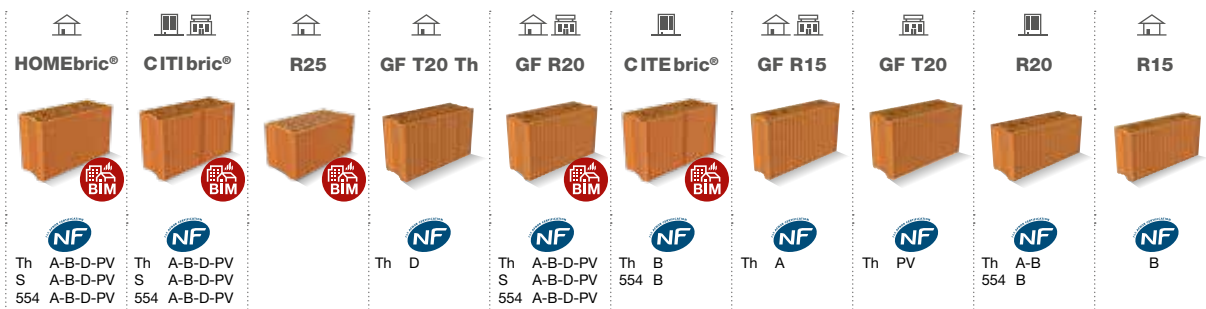 HOMEbric® CITIbric® R25 GF T20 Th GF R20 CITEbric® GF R15 GF T20 R20 R15
BIM BIM BIM BIM BIM
NF NF NF NF NF NF NF NF NF
Th A-B-D-PV Th A-B-D-PV Th D Th A-B-D-PV Th B Th A Th PV Th A-B B
S A-B-D-PV S A-B-D-PV S A-B-D-PV 554 B 554 B
554 A-B-D-PV 554 A-B-D-PV 554 A-B-D-PV